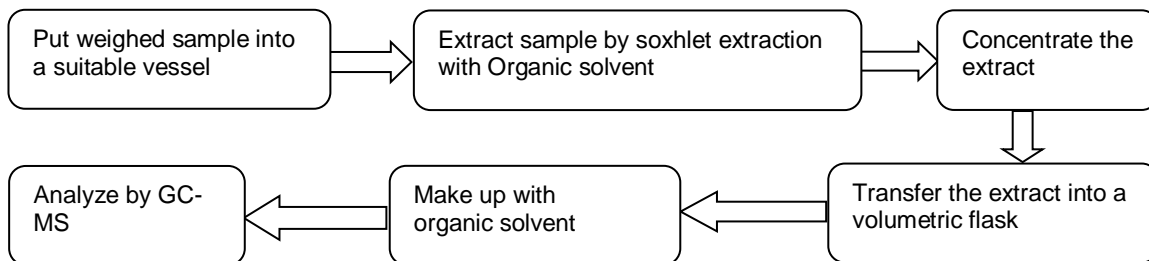 Put weighed sample into
a suitable vessel
Extract sample by soxhlet extraction
with Organic solvent
Concentrate the
extract
Transfer the extract into a
volumetric flask
Make up with
organic solvent
Analyze by GC-
MS